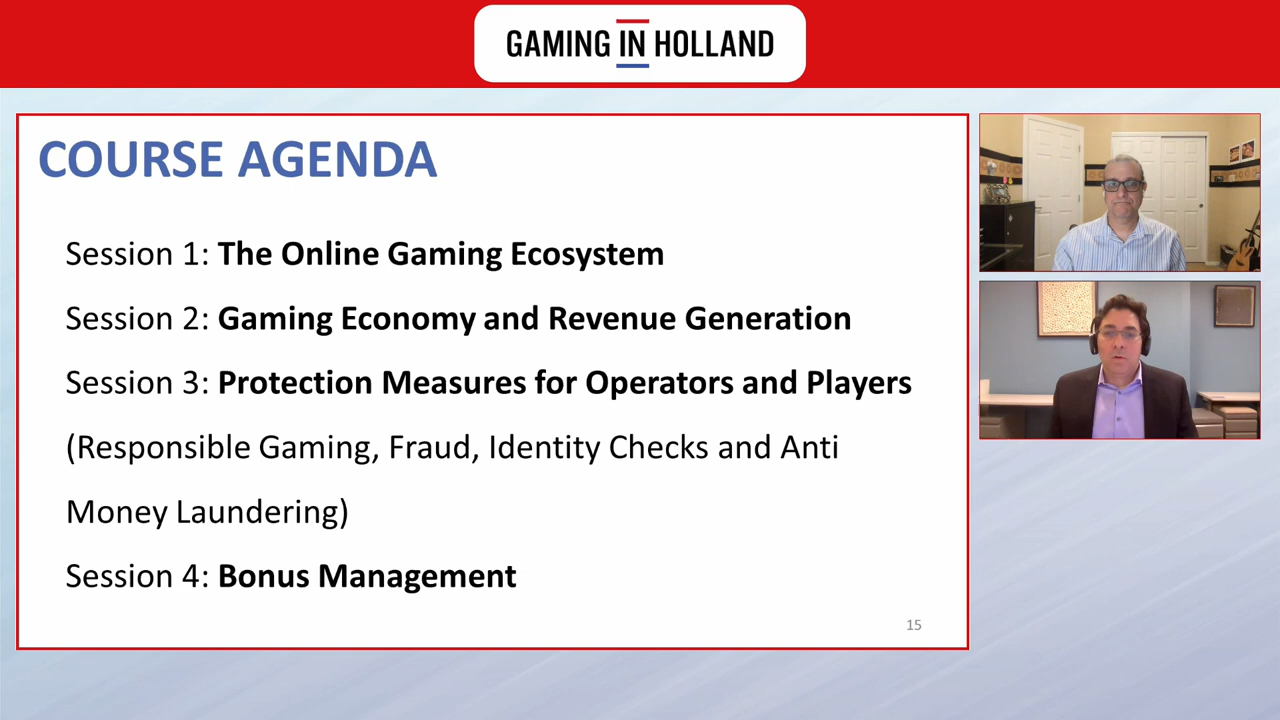 GAMING IN HOLLAND
COURSE AGENDA
Session 1: The Online Gaming Ecosystem
Session 2: Gaming Economy and Revenue Generation
Session 3: Protection Measures for Operators and Players
(Responsible Gaming, Fraud, Identity Checks and Anti
Money Laundering)
Session 4: Bonus Management
15